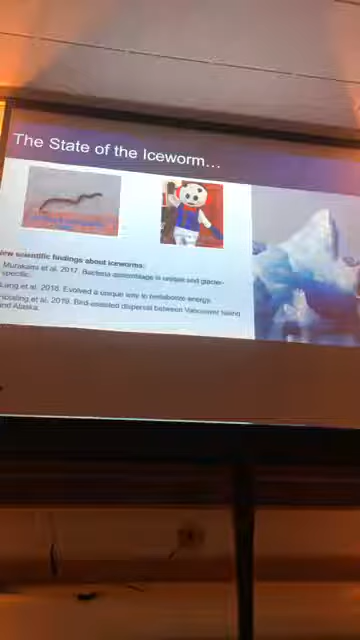 The State of the Iceworm...
New scientific findings about iceworms:
Murakami et al. 2017. Bacteria assemblage is unique and glacier-
specific.
Lang et al. 2018. Evolved a unique way to metabolize energy.
et al. 2019. Bird-assisted dispersal between Vancouver Island
and Alaska.